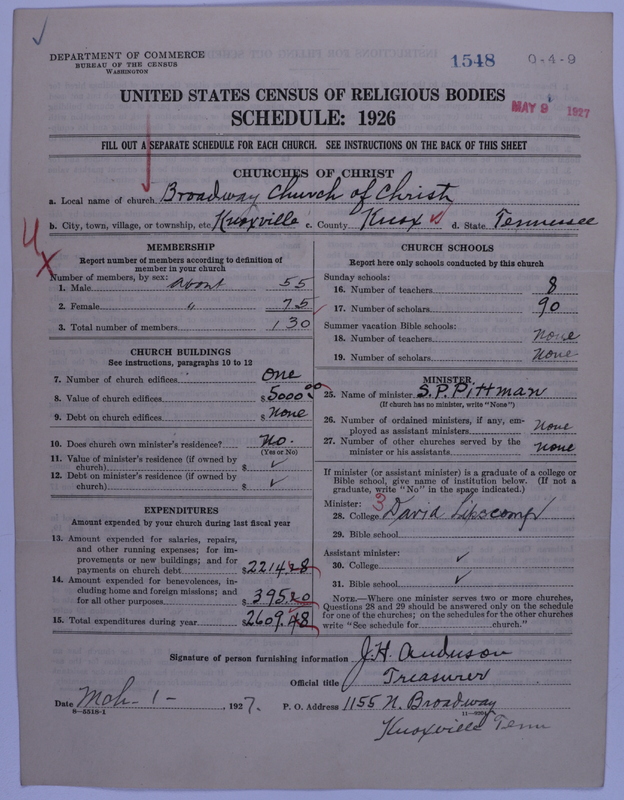 DEPARTMENT OF COMMERCE
BUREAU OF THE CENSUS
WASHINGTON
1548 0-4-9
UNITED STATES CENSUS OF RELIGIOUS BODIES
MAY 9 1927
SCHEDULE: 1926
FILL OUT A SEPARATE SCHEDULE FOR EACH CHURCH. SEE INSTRUCTIONS ON THE BACK OF THIS SHEET
CHURCHES OF CHRIST
a. Local name of church Broadway Church of Christ
b. City, town, village, or township, etc. Knoxville c. County Knox d. State Tennessee
MEMBERSHIP
Report number of members according to definition of
member in your church
Number of members, by sex:
1. Male about 55
2. Female " 75
3. Total number of members 130
CHURCH BUILDINGS
See instructions, paragraphs 10 to 12
7. Number of church edifices One
8. Value of church edifices $5000.00
9. Debt on church edifices $None
10. Does church own minister's residence? No.
(Yes or No)
11. Value of minister's residence (if owned by
church) $ ✓
12. Debt on minister's residence (if owned by
church) $ ✓
EXPENDITURES
Amount expended by your church during last fiscal year
13. Amount expended for salaries, repairs,
and other running expenses; for im-
provements or new buildings; and for
payments on church debt $2214.28
14. Amount expended for benevolences, in-
cluding home and foreign missions; and
for all other purposes $395.20
15. Total expenditures during year $2609.48
CHURCH SCHOOLS
Report here only schools conducted by this church
Sunday schools:
16. Number of teachers 8
17. Number of scholars 90
Summer vacation Bible schools:
18. Number of teachers None
19. Number of scholars None
MINISTER
25. Name of minister S.P. Pittman
(If church has no minister, write "None")
26. Number of ordained ministers, if any, em-
ployed as assistant ministers None
27. Number of other churches served by the
minister or his assistants None
If minister (or assistant minister) is a graduate of a college or
Bible school, give name of institution below. (If not a
graduate, write "No" in the space indicated.)
Minister: 3
28. College David Lipscomb
29. Bible school
Assistant minister:
30. College ✓
31. Bible school ✓
NOTE.—Where one minister serves two or more churches,
Questions 28 and 29 should be answered only on the schedule
for one of the churches; on the schedules for the other churches
write "See schedule for church."
Signature of person furnishing information J.H. Anderson
Official title Treasurer
Date Mch-1-, 1927. P. O. Address 1155 N. Broadway
8-5518-1
Knoxville Tenn